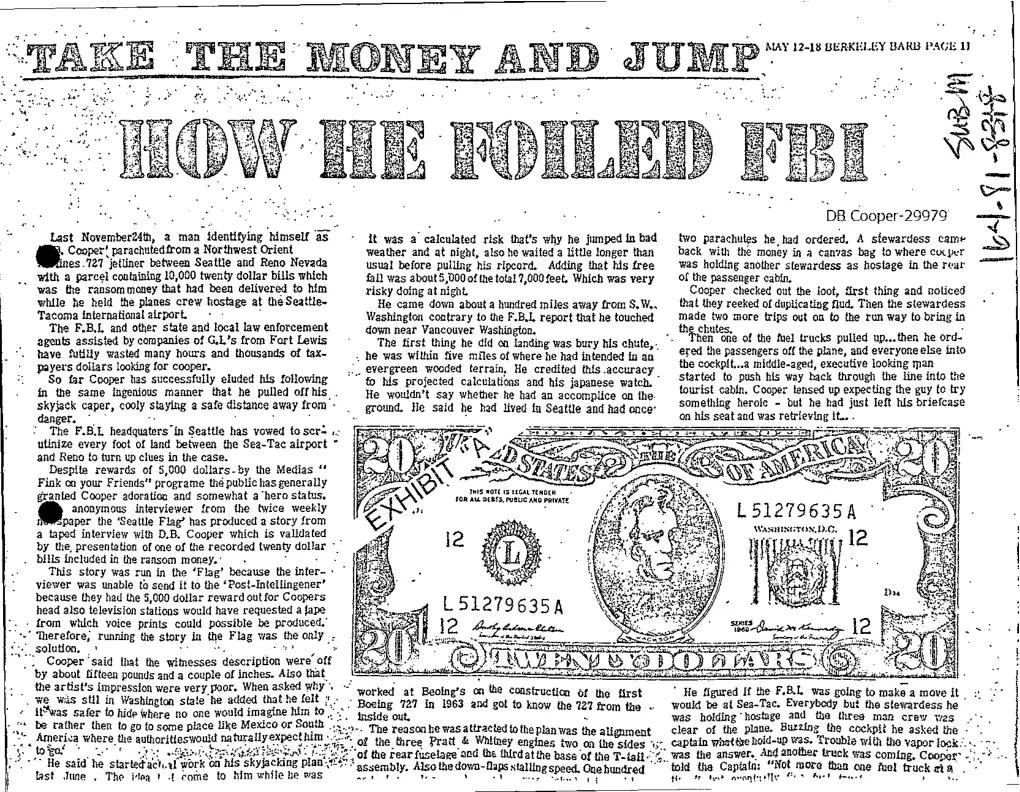 TAKE THE MONEY AND JUMP
MAY 12-18 BERKELEY BARB PAGE 11
HOW HE FOILED FBI
SUB M
164-81-8348
DB Cooper-29979
Last November24th, a man identifying himself as
Cooper' parachuted from a Northwest Orient
727 jetliner between Seattle and Reno Nevada
with a parcel containing 10,000 twenty dollar bills which
was the ransom money that had been delivered to him
while he held the planes crew hostage at the Seattle-
Tacoma international airport.
The F.B.I. and other state and local law enforcement
agents assisted by companies of G.I.'s from Fort Lewis
have futilly wasted many hours and thousands of tax-
payers dollars looking for cooper.
So far Cooper has successfully eluded his following
in the same ingenious manner that he pulled off his
skyjack caper, cooly staying a safe distance away from
danger.
The F.B.I. headquaters in Seattle has vowed to scr-
utinize every foot of land between the Sea-Tac airport
and Reno to turn up clues in the case.
Despite rewards of 5,000 dollars by the Medias "
Fink on your Friends" programe the public has generally
granted Cooper adoration and somewhat a hero status.
anonymous interviewer from the twice weekly
newspaper the 'Seattle Flag' has produced a story from
a taped interview with D.B. Cooper which is validated
by the presentation of one of the recorded twenty dollar
bills included in the ransom money.
This story was run in the 'Flag' because the inter-
viewer was unable to send it to the 'Post-Intellingener'
because they had the 5,000 dollar reward out for Coopers
head also television stations would have requested a tape
from which voice prints could possible be produced.
Therefore, running the story in the Flag was the only
solution.
Cooper said that the witnesses description were off
by about fifteen pounds and a couple of inches. Also that
the artist's impression were very poor. When asked why
we was stil in Washington state he added that he felt
it was safer to hide where no one would imagine him to
be rather then to go to some place like Mexico or South
America where the authorities would naturally expect him
to go.
He said he started actual work on his skyjacking plan
last June. The idea come to him while he was
It was a calculated risk that's why he jumped in bad
weather and at night, also he waited a little longer than
usual before pulling his ripcord. Adding that his free
fall was about 5,000 of the total 7,000 feet. Which was very
risky doing at night.
He came down about a hundred miles away from S.W.
Washington contrary to the F.B.I. report that he touched
down near Vancouver Washington.
The first thing he did on landing was bury his chute,
he was within five miles of where he had intended in an
evergreen wooded terrain. He credited this accuracy
to his projected calculations and his japanese watch.
He wouldn't say whether he had an accomplice on the
ground. He said he had lived in Seattle and had once
two parachutes he had ordered. A stewardess came
back with the money in a canvas bag to where cooper
was holding another stewardess as hostage in the rear
of the passenger cabin.
Cooper checked out the loot, first thing and noticed
that they reeked of duplicating flud. Then the stewardess
made two more trips out on to the run way to bring in
the chutes.
Then one of the fuel trucks pulled up...then he ord-
ered the passengers off the plane, and everyone else into
the cockpit...a middle-aged, executive looking man
started to push his way back through the line into the
tourist cabin. Cooper tensed up expecting the guy to try
something heroic - but he had just left his briefcase
on his seat and was retrieving it...
EXHIBIT "A"
20
ED STATES
THE
OF AMERICA
20
THIS NOTE IS LEGAL TENDER
FOR ALL DEBTS, PUBLIC AND PRIVATE
L 51279635 A
WASHINGTON, D.C.
12
12
L
L 51279635 A
12
SERIES
12
20
TWENTY DOLLARS
20
worked at Beoing's on the construction of the first
Boeing 727 in 1963 and got to know the 727 from the
inside out.
The reason he was attracted to the plan was the alignment
of the three Pratt & Whitney engines two on the sides
of the rear fuselage and the third at the base of the T-tail
assembly. Also the down-flaps stalling speed. One hundred
He figured if the F.B.I. was going to make a move it
would be at Sea-Tac. Everybody but the stewardess he
was holding hostage and the three man crew was
clear of the plane. Buzzing the cockpit he asked the
captain what the hold-up was. Trouble with the vapor lock
was the answer. And another truck was coming. Cooper
told the Captain: "Not more than one fuel truck at a